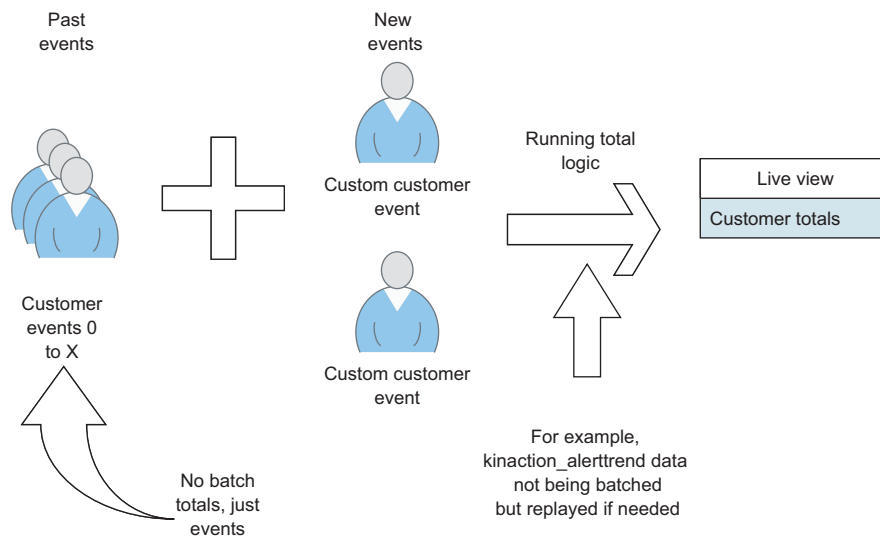 Past
events
New
events
Custom customer
event
Custom customer
event
Customer
events 0
to X
No batch
totals, just
events
Running total
logic
For example,
kinaction_alerttrend data
not being batched
but replayed if needed
Live view
Customer totals